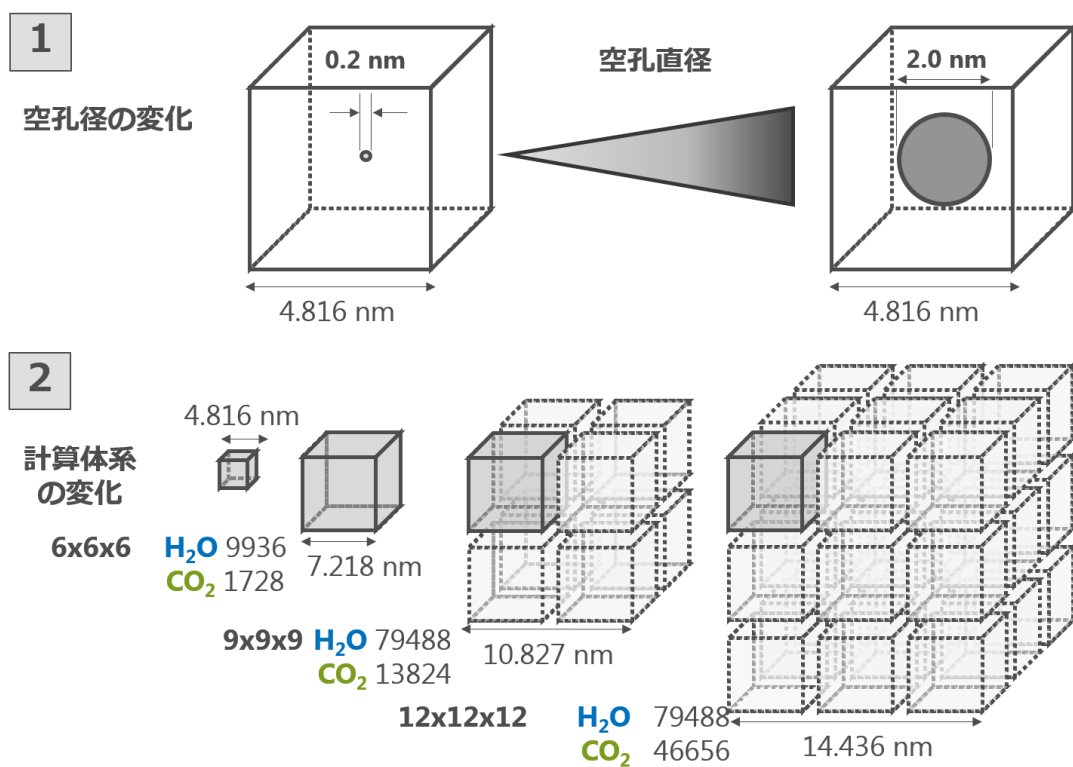 1
空孔径の変化
0.2 nm
空孔直径
2.0 nm
4.816 nm
4.816 nm
2
計算体系
の変化
4.816 nm
6x6x6 H₂O 9936
CO₂ 1728
7.218 nm
9x9x9 H₂O 79488
CO₂ 13824
10.827 nm
12x12x12 H₂O 79488
CO₂ 46656
14.436 nm